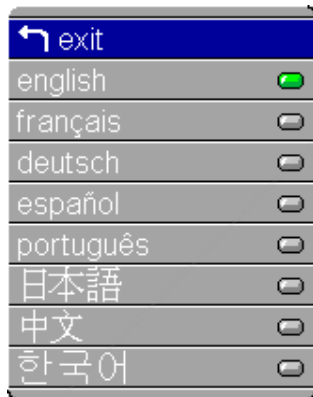 exit
english
français
deutsch
español
português
日本語
中文
한국어